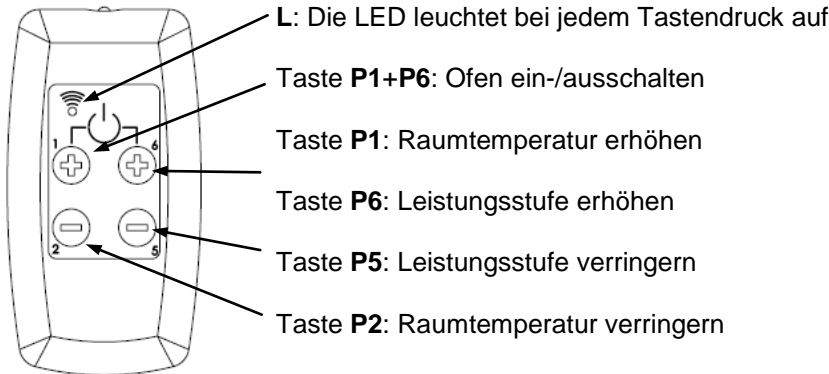 L: Die LED leuchtet bei jedem Tastendruck auf
Taste P1+P6: Ofen ein-/ausschalten
Taste P1: Raumtemperatur erhöhen
Taste P6: Leistungsstufe erhöhen
Taste P5: Leistungsstufe verringern
Taste P2: Raumtemperatur verringern
1 6
2 5